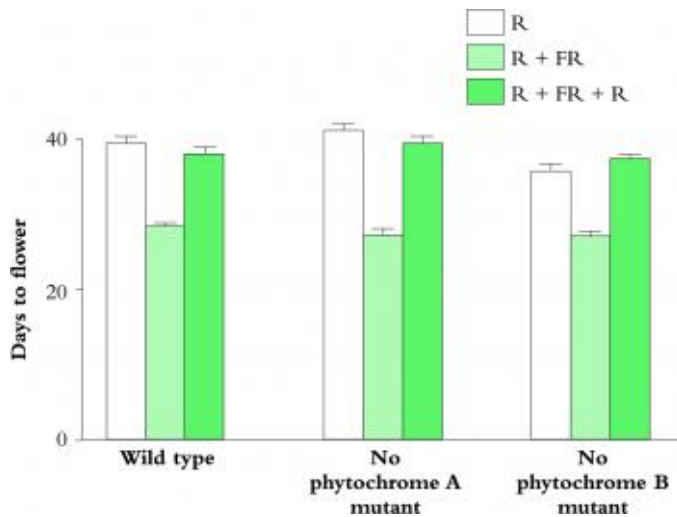 R
R + FR
R + FR + R
Days to flower
40
20
0
Wild type
No
phytochrome A
mutant
No
phytochrome B
mutant